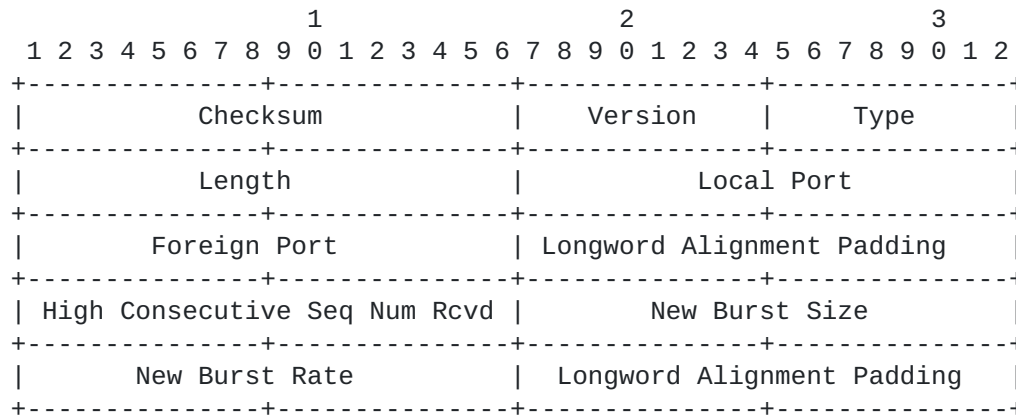 1 2 3
1 2 3 4 5 6 7 8 9 0 1 2 3 4 5 6 7 8 9 0 1 2 3 4 5 6 7 8 9 0 1 2
+---------------+---------------+---------------+---------------+
| Checksum | Version | Type |
+---------------+---------------+---------------+---------------+
| Length | Local Port |
+---------------+---------------+---------------+---------------+
| Foreign Port | Longword Alignment Padding |
+---------------+---------------+---------------+---------------+
| High Consecutive Seq Num Rcvd | New Burst Size |
+---------------+---------------+---------------+---------------+
| New Burst Rate | Longword Alignment Padding |
+---------------+---------------+---------------+---------------+